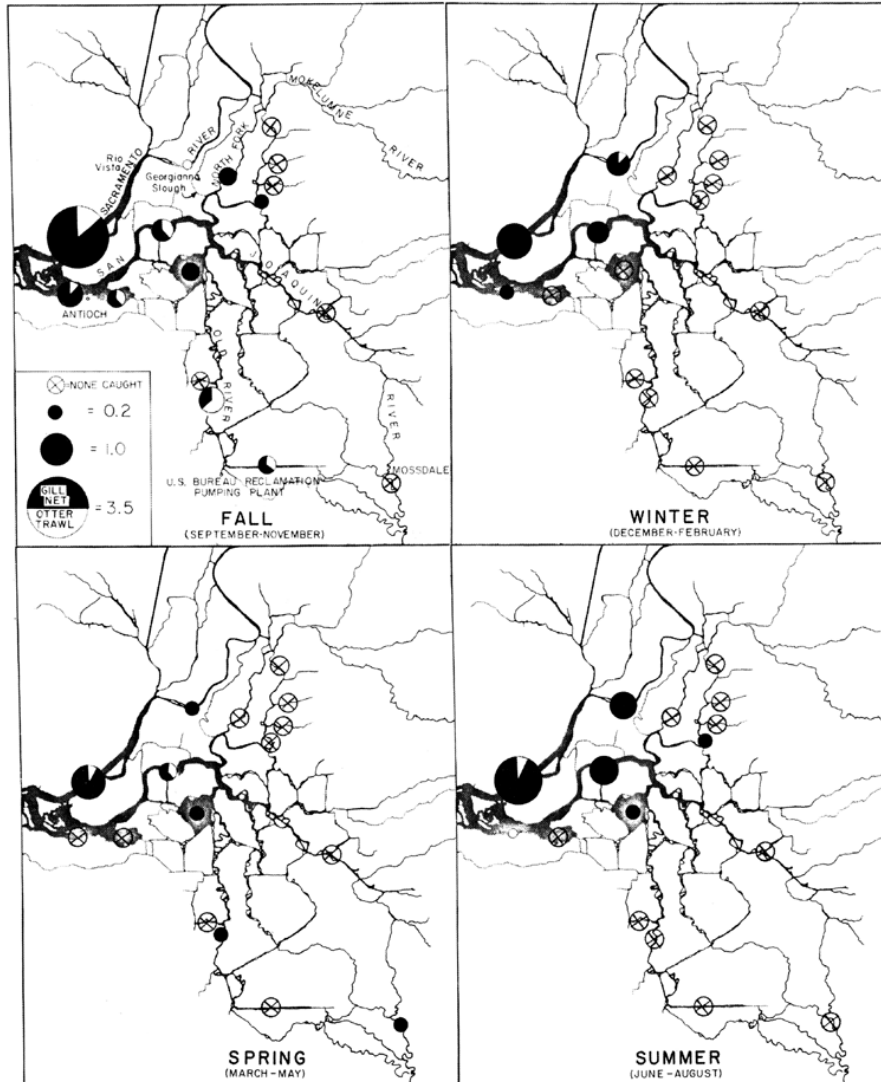 MOKELUMNE
RIVER
RIVER
NORTH FORK
Rio
Vista
SACRAMENTO
Georgianna
Slough
SAN
JOAQUIN
ANTIOCH
OLD
RIVER
RIVER
MOSSDALE
U.S. BUREAU RECLAMATION
PUMPING PLANT
=NONE CAUGHT
= 0.2
= 1.0
GILL
NET
OTTER
TRAWL
= 3.5
FALL
(SEPTEMBER-NOVEMBER)
WINTER
(DECEMBER-FEBRUARY)
SPRING
(MARCH-MAY)
SUMMER
(JUNE-AUGUST)